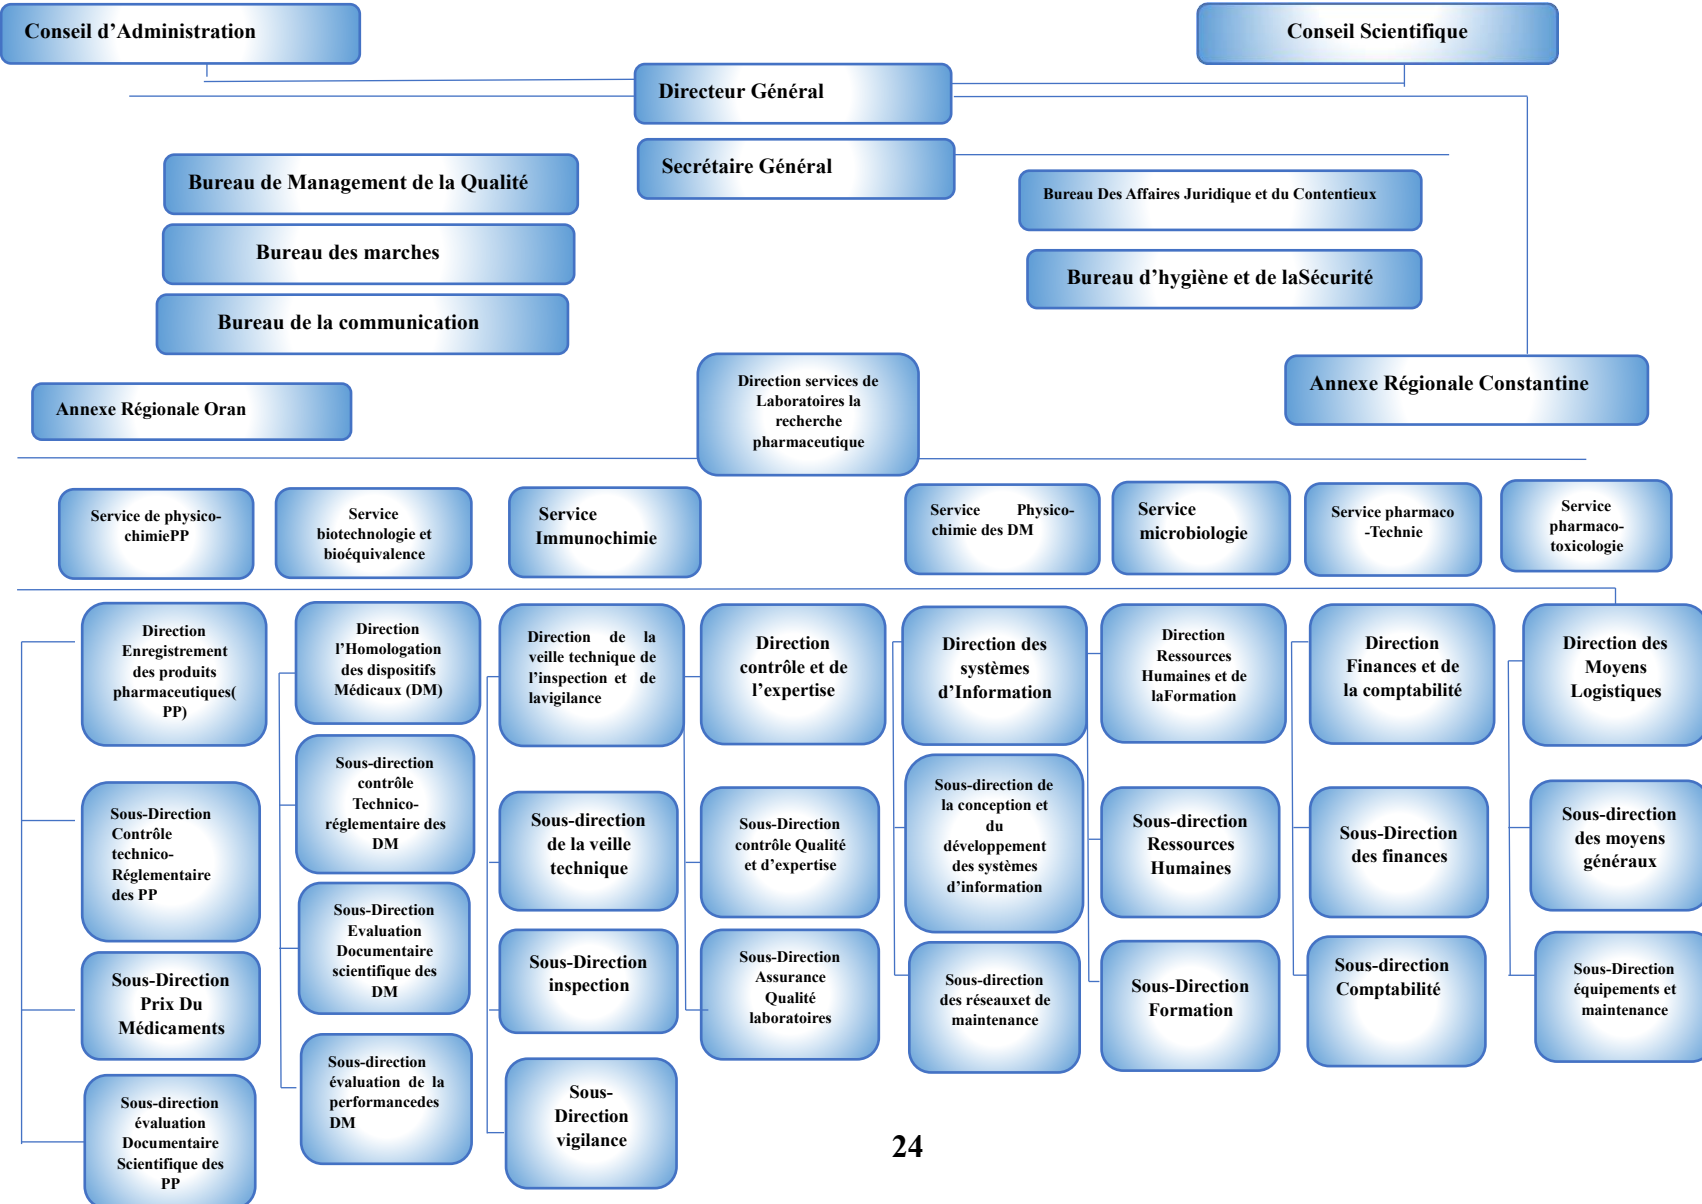 Conseil d’Administration
Conseil Scientifique
Directeur Général
Secrétaire Général
Bureau de Management de la Qualité
Bureau Des Affaires Juridique et du Contentieux
Bureau des marches
Bureau d’hygiène et de laSécurité
Bureau de la communication
Direction services de
Laboratoires la
recherche
pharmaceutique
Annexe Régionale Constantine
Annexe Régionale Oran
Service de physico-
chimiePP
Service
biotechnologie et
bioéquivalence
Service
Immunochimie
Service Physico-
chimie des DM
Service
microbiologie
Service pharmaco
-Technie
Service
pharmaco-
toxicologie
Direction
Enregistrement
des produits
pharmaceutiques(
PP)
Direction
l’Homologation
des dispositifs
Médicaux (DM)
Direction de la
veille technique de
l’inspection et de
lavigilance
Direction
contrôle et de
l’expertise
Direction des
systèmes
d’Information
Direction
Ressources
Humaines et de
laFormation
Direction
Finances et de
la comptabilité
Direction des
Moyens
Logistiques
Sous-Direction
Contrôle
technico-
Réglementaire
des PP
Sous-direction
contrôle
Technico-
réglementaire des
DM
Sous-direction
de la veille
technique
Sous-Direction
contrôle Qualité
et d’expertise
Sous-direction de
la conception et
du
développement
des systèmes
d’information
Sous-direction
Ressources
Humaines
Sous-Direction
des finances
Sous-direction
des moyens
généraux
Sous-Direction
Prix Du
Médicaments
Sous-Direction
Evaluation
Documentaire
scientifique des
DM
Sous-Direction
inspection
Sous-Direction
Assurance
Qualité
laboratoires
Sous-direction
des réseauxet de
maintenance
Sous-Direction
Formation
Sous-direction
Comptabilité
Sous-Direction
équipements et
maintenance
Sous-direction
évaluation
Documentaire
Scientifique des
PP
Sous-direction
évaluation de la
performancedes
DM
Sous-
Direction
vigilance
24